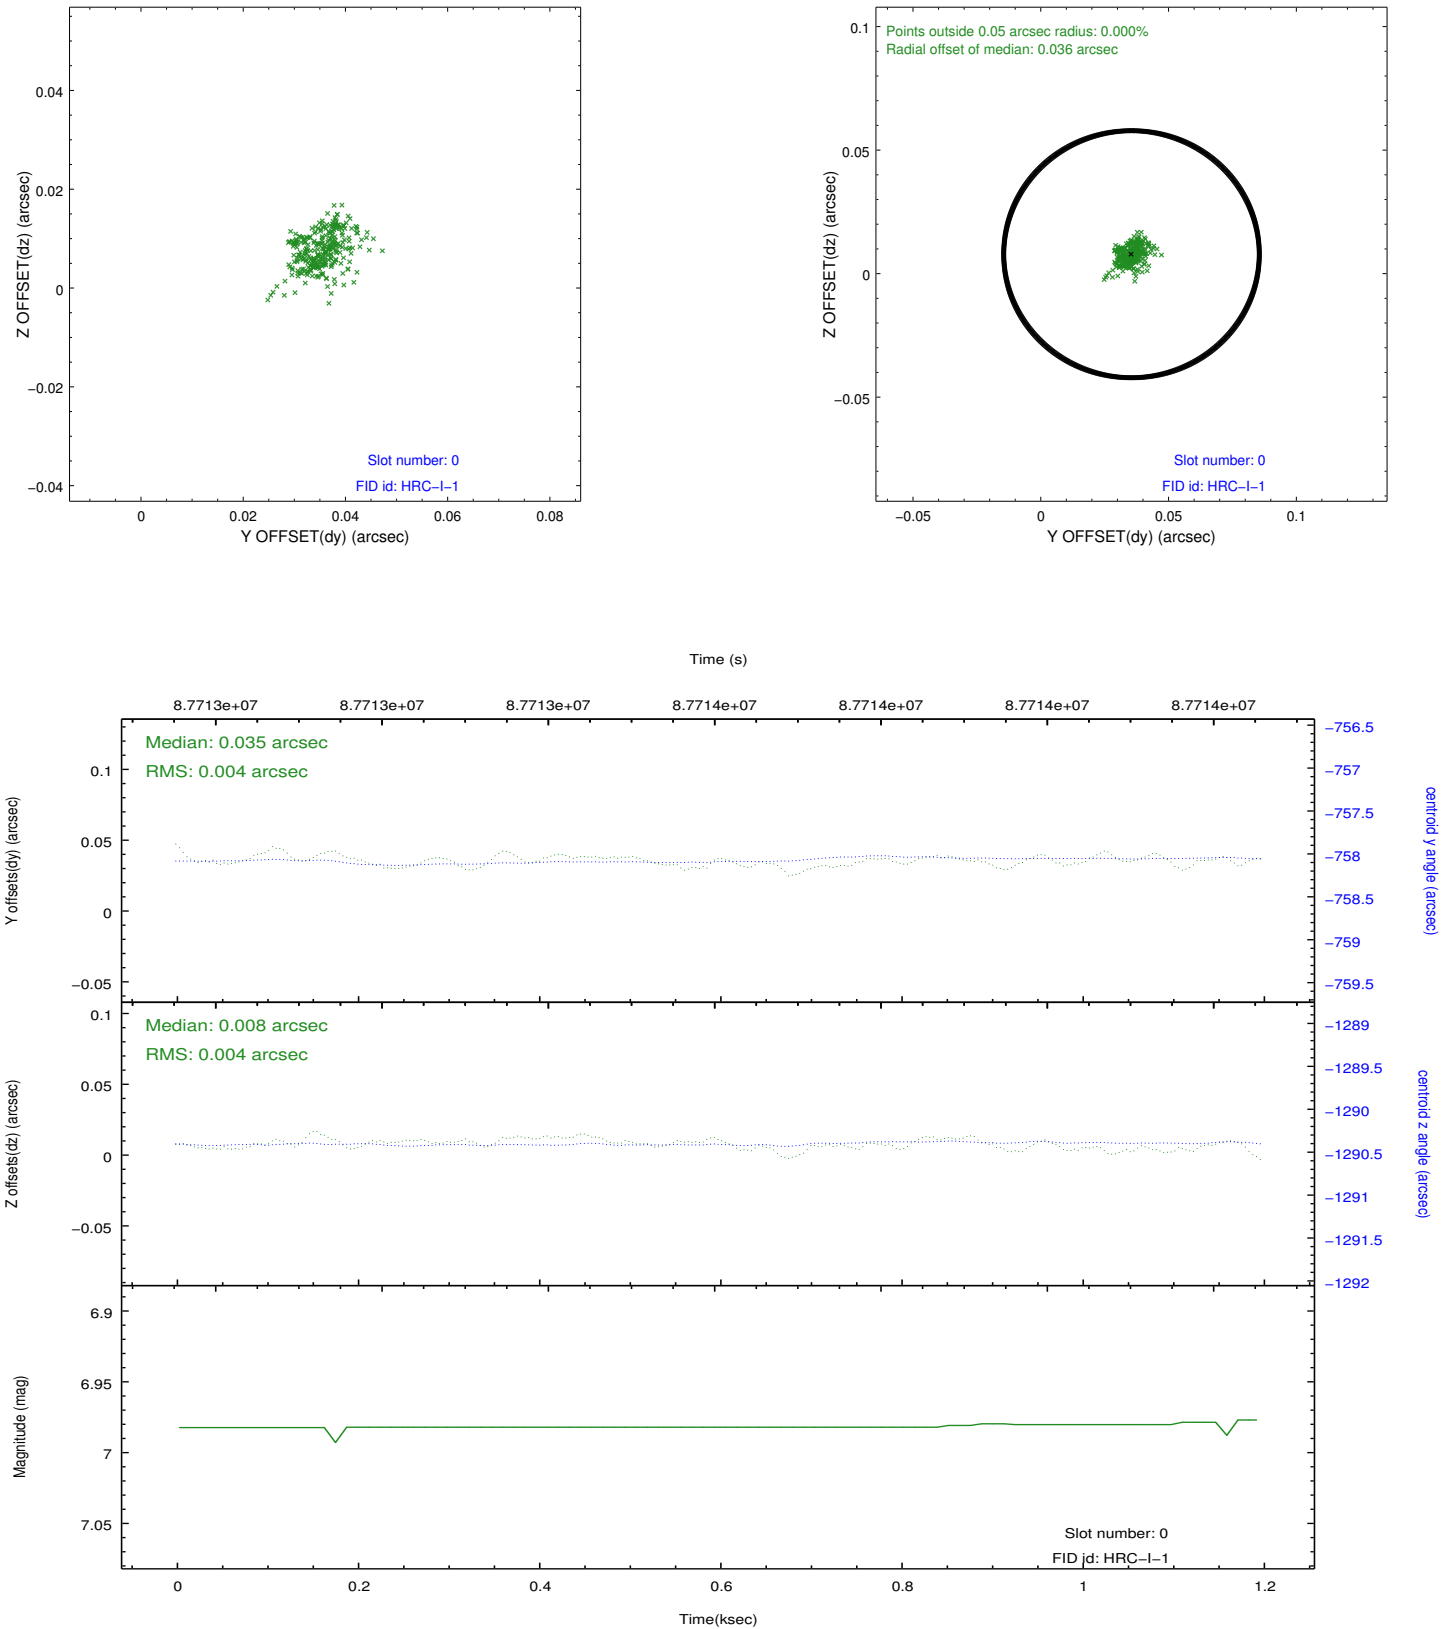 0.04
0.02
0
−0.02
−0.04
Z OFFSET(dz) (arcsec)
Slot number: 0
FID id: HRC−I−1
0
0.02
0.04
0.06
0.08
Y OFFSET(dy) (arcsec)
Points outside 0.05 arcsec radius: 0.000%
Radial offset of median: 0.036 arcsec
0.1
0.05
0
−0.05
Z OFFSET(dz) (arcsec)
Slot number: 0
FID id: HRC−I−1
−0.05
0
0.05
0.1
Y OFFSET(dy) (arcsec)
Time (s)
8.7713e+07
8.7713e+07
8.7713e+07
8.7714e+07
8.7714e+07
8.7714e+07
8.7714e+07
Median: 0.035 arcsec
RMS: 0.004 arcsec
0.1
0.05
0
−0.05
Y offsets(dy) (arcsec)
−756.5
−757
−757.5
−758
−758.5
−759
−759.5
centroid y angle (arcsec)
Median: 0.008 arcsec
RMS: 0.004 arcsec
0.1
0.05
0
−0.05
Z offsets(dz) (arcsec)
−1289
−1289.5
−1290
−1290.5
−1291
−1291.5
−1292
centroid z angle (arcsec)
6.9
6.95
7
7.05
Magnitude (mag)
Slot number: 0
FID id: HRC−I−1
0
0.2
0.4
0.6
0.8
1
1.2
Time(ksec)